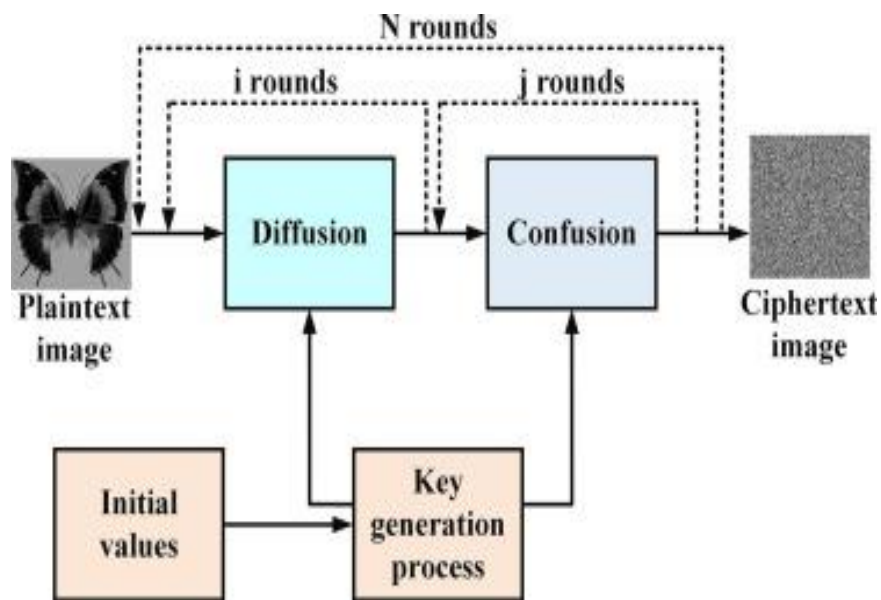 N rounds
i rounds
j rounds
Diffusion
Confusion
Plaintext
image
Ciphertext
image
Initial
values
Key
generation
process